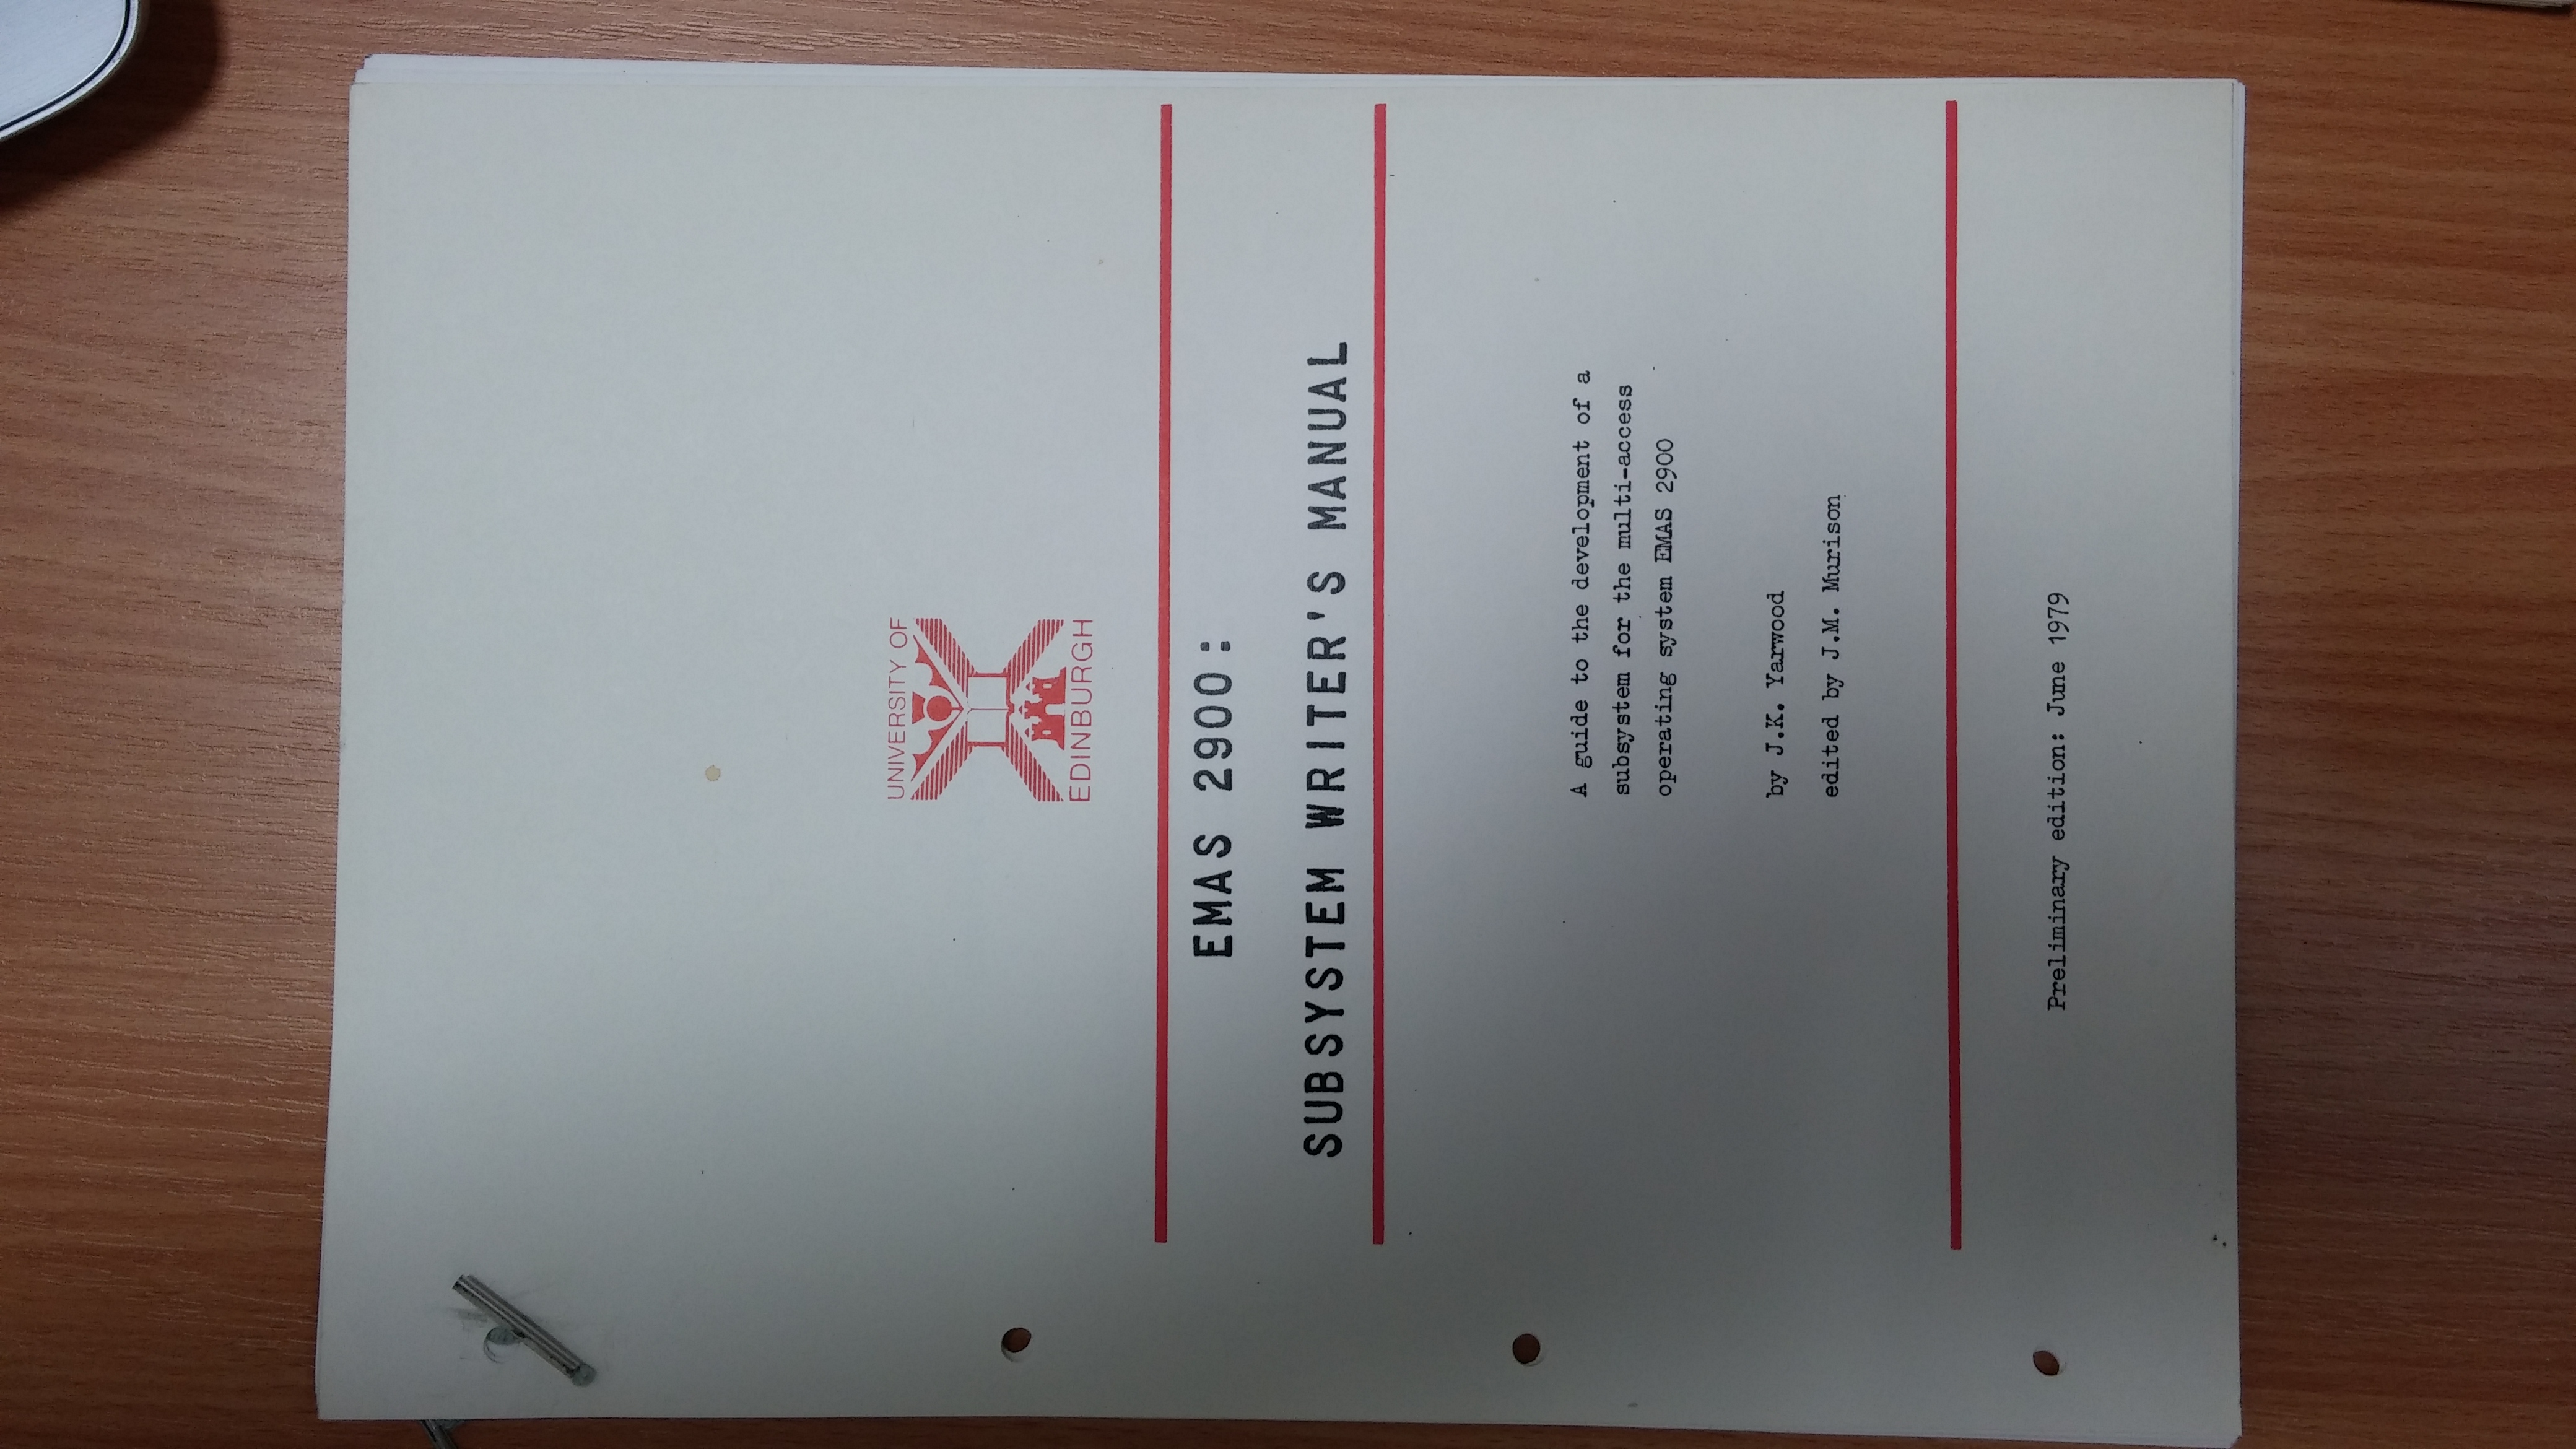 UNIVERSITY OF
EDINBURGH
EMAS 2900:
SUBSYSTEM WRITER'S MANUAL
A guide to the development of a
subsystem for the multi-access
operating system EMAS 2900
by J.K. Yarwood
edited by J.M. Murison
Preliminary edition: June 1979